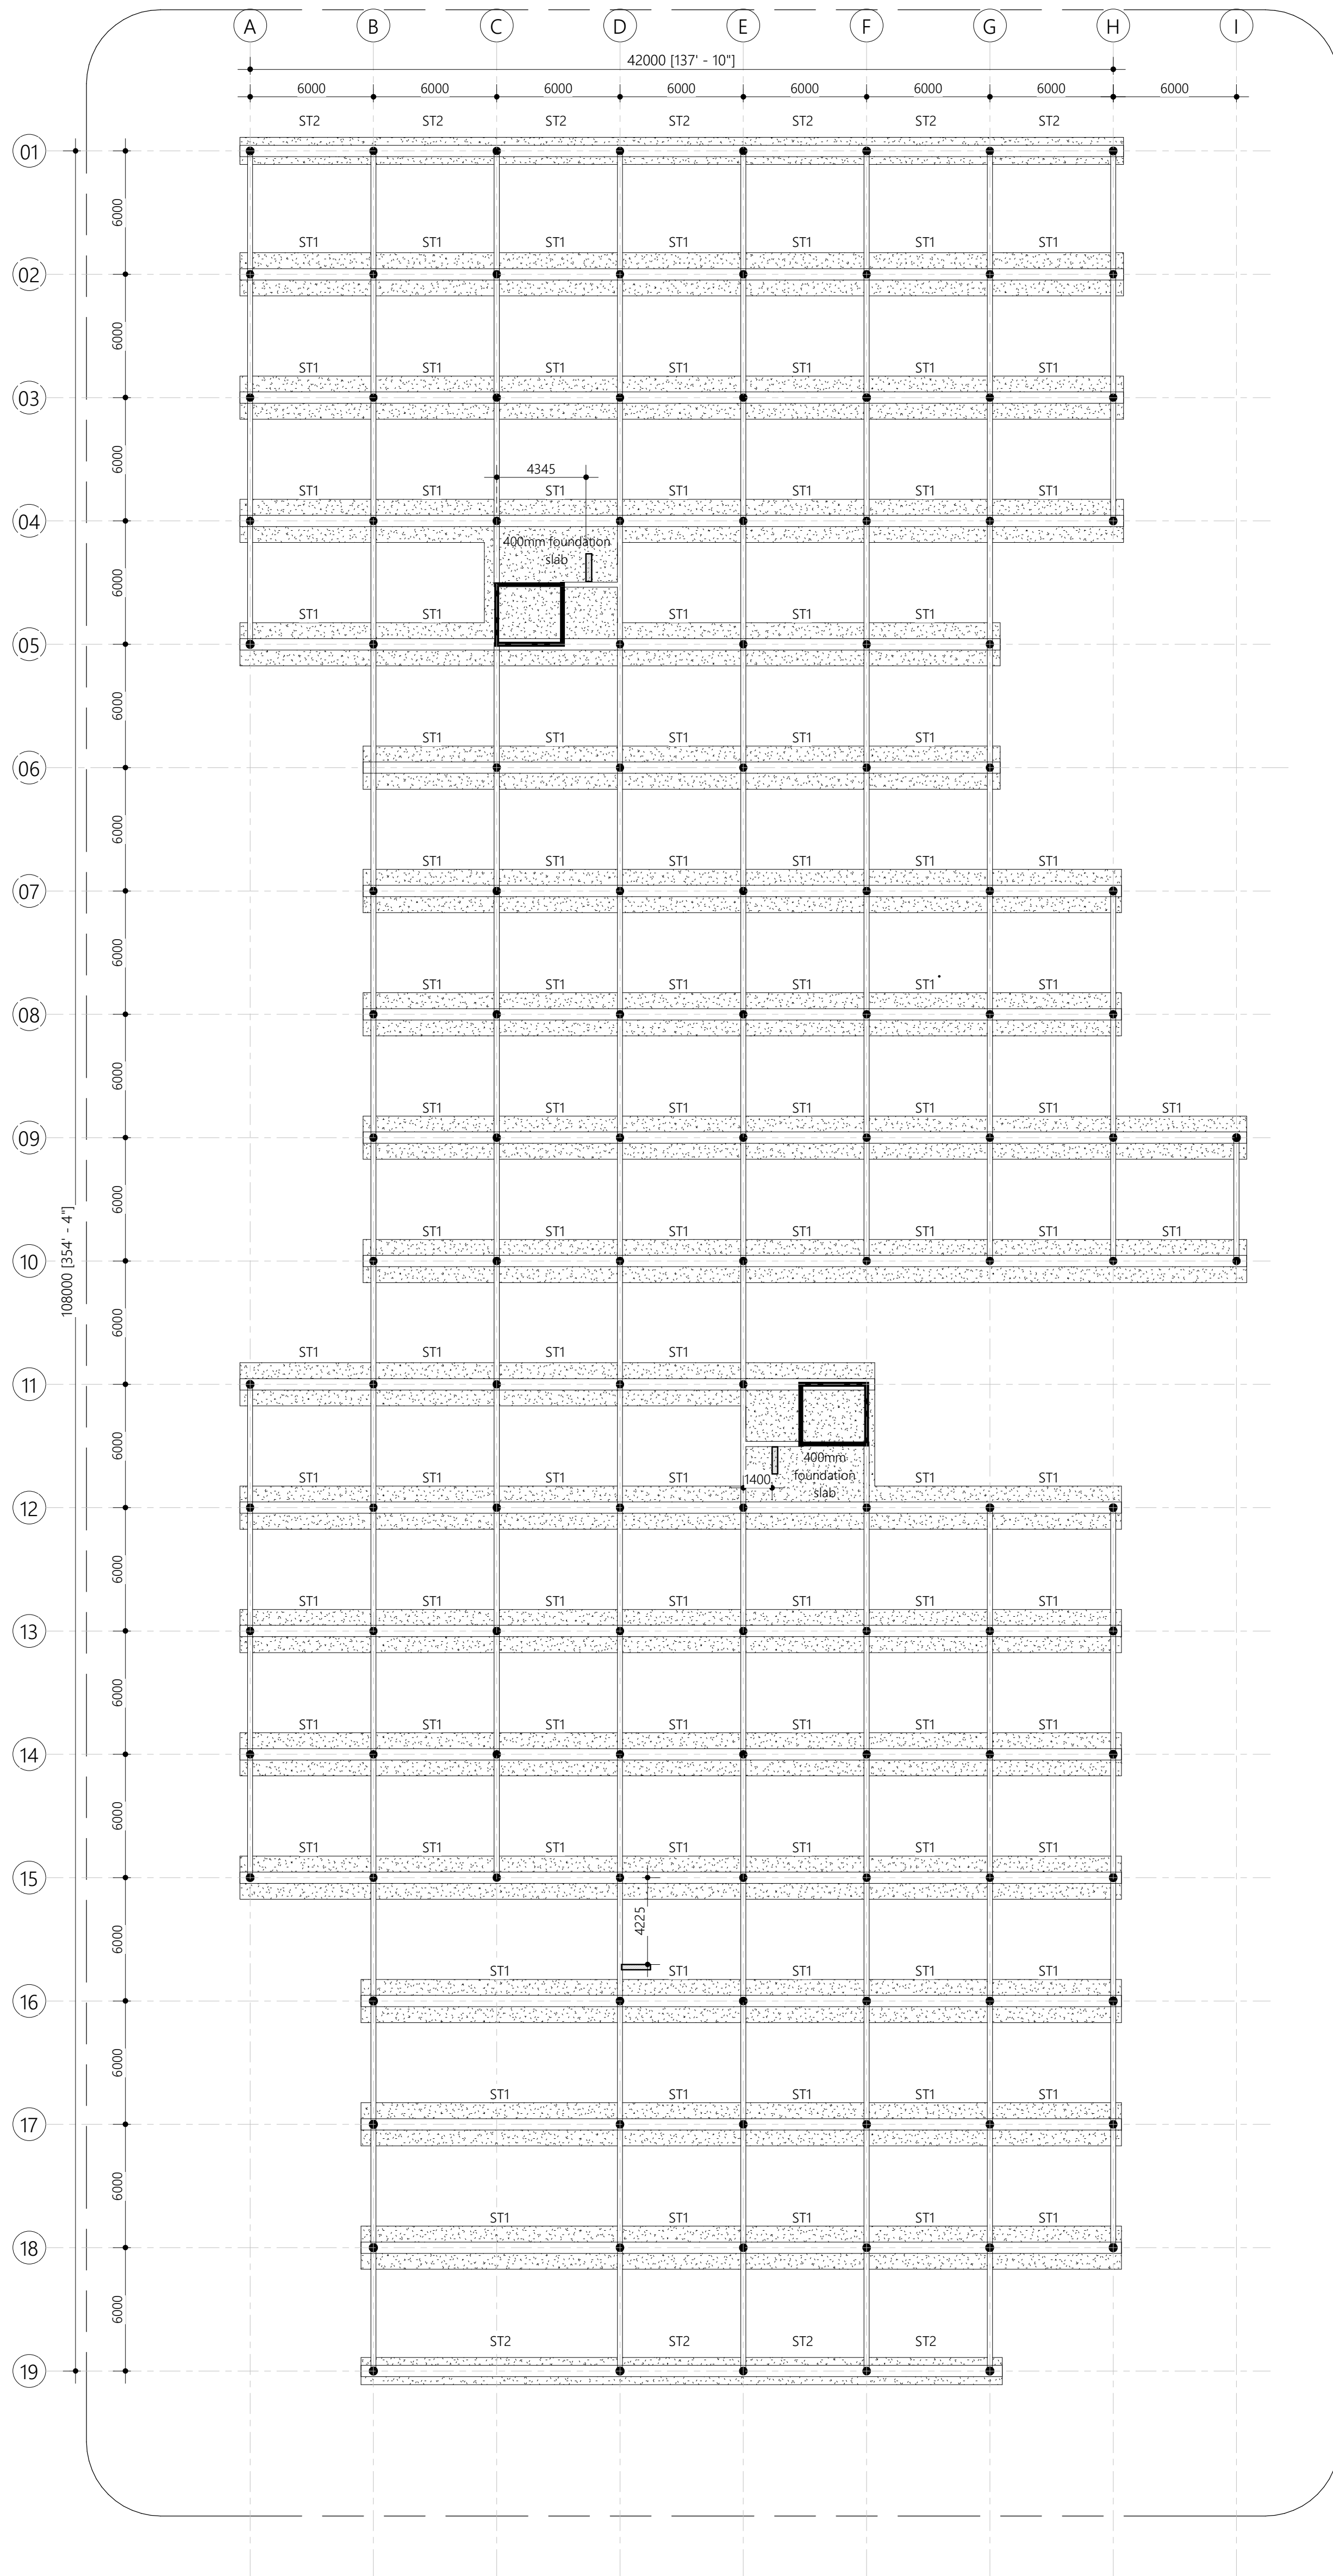 A B C D E F G H I
42000 [137' - 10"]
6000 6000 6000 6000 6000 6000 6000 6000
ST2 ST2 ST2 ST2 ST2 ST2 ST2
01
6000
ST1 ST1 ST1 ST1 ST1 ST1 ST1
02
6000
ST1 ST1 ST1 ST1 ST1 ST1 ST1
03
6000
4345
ST1 ST1 ST1 ST1 ST1 ST1 ST1
04
400mm foundation
slab
6000
ST1 ST1 ST1 ST1 ST1
05
6000
ST1 ST1 ST1 ST1 ST1
06
6000
ST1 ST1 ST1 ST1 ST1 ST1
07
6000
ST1 ST1 ST1 ST1 ST1 ST1
08
6000
ST1 ST1 ST1 ST1 ST1 ST1 ST1
09
6000
108000 [354' - 4"]
ST1 ST1 ST1 ST1 ST1 ST1 ST1
10
6000
ST1 ST1 ST1 ST1
11
6000
400mm
foundation
slab
1400
ST1 ST1 ST1 ST1 ST1 ST1
12
6000
ST1 ST1 ST1 ST1 ST1 ST1 ST1
13
6000
ST1 ST1 ST1 ST1 ST1 ST1 ST1
14
6000
ST1 ST1 ST1 ST1 ST1 ST1 ST1
15
4225
6000
ST1 ST1 ST1 ST1 ST1
16
6000
ST1 ST1 ST1 ST1 ST1
17
6000
ST1 ST1 ST1 ST1 ST1
18
6000
ST2 ST2 ST2 ST2
19